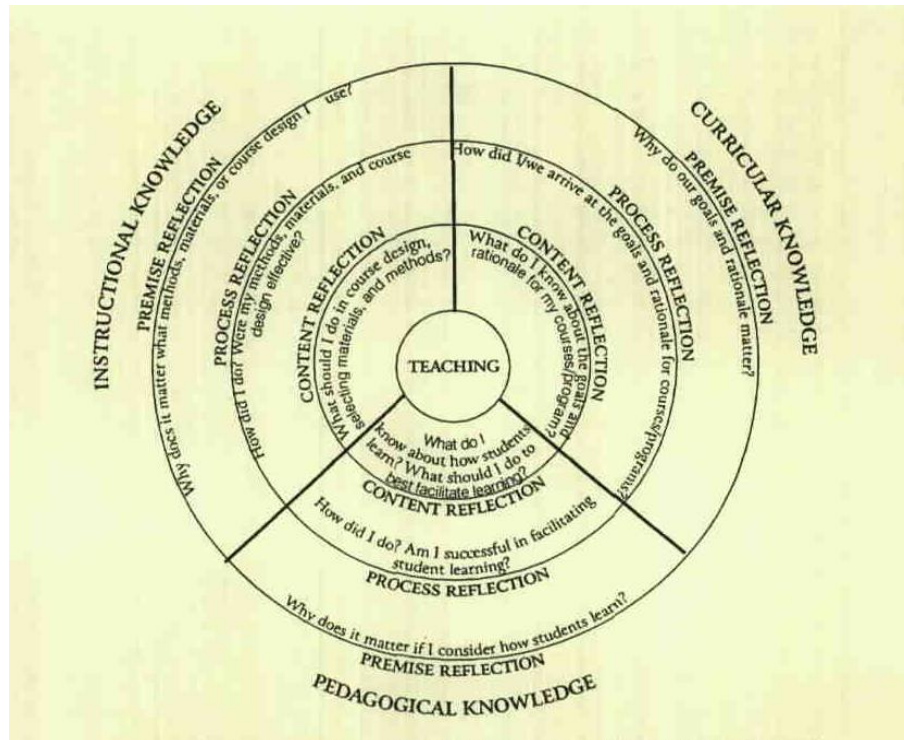 INSTRUCTIONAL KNOWLEDGE
PREMISE REFLECTION
Why does it matter what methods, materials, or course design I use?
PROCESS REFLECTION
How did I do? Were my methods, materials, and course
design effective?
CONTENT REFLECTION
What should I do in course design,
selecting materials, and methods?
CURRICULAR KNOWLEDGE
PREMISE REFLECTION
Why do our goals and rationale matter?
PROCESS REFLECTION
How did I/we arrive at the goals and rationale for courses/programs?
CONTENT REFLECTION
What do I know about the goals and
rationale for my courses/program?
TEACHING
What do I
know about how students
learn? What should I do to
best facilitate learning?
CONTENT REFLECTION
How did I do? Am I successful in facilitating
student learning?
PROCESS REFLECTION
Why does it matter if I consider how students learn?
PREMISE REFLECTION
PEDAGOGICAL KNOWLEDGE